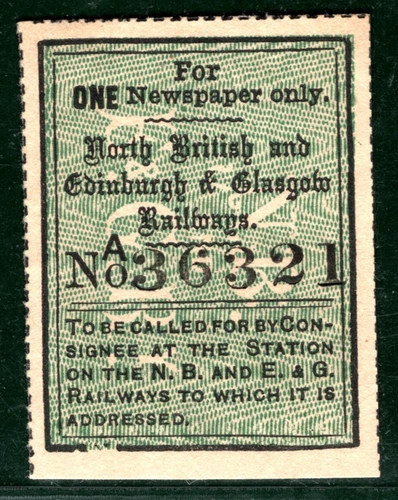 For
ONE Newspaper only.
North British and
Edinburgh & Glasgow
Railways.
A
No 36321
TO BE CALLED FOR BY CON-
SIGNEE AT THE STATION
ON THE N. B. AND E. & G.
RAILWAYS TO WHICH IT IS
ADDRESSED.